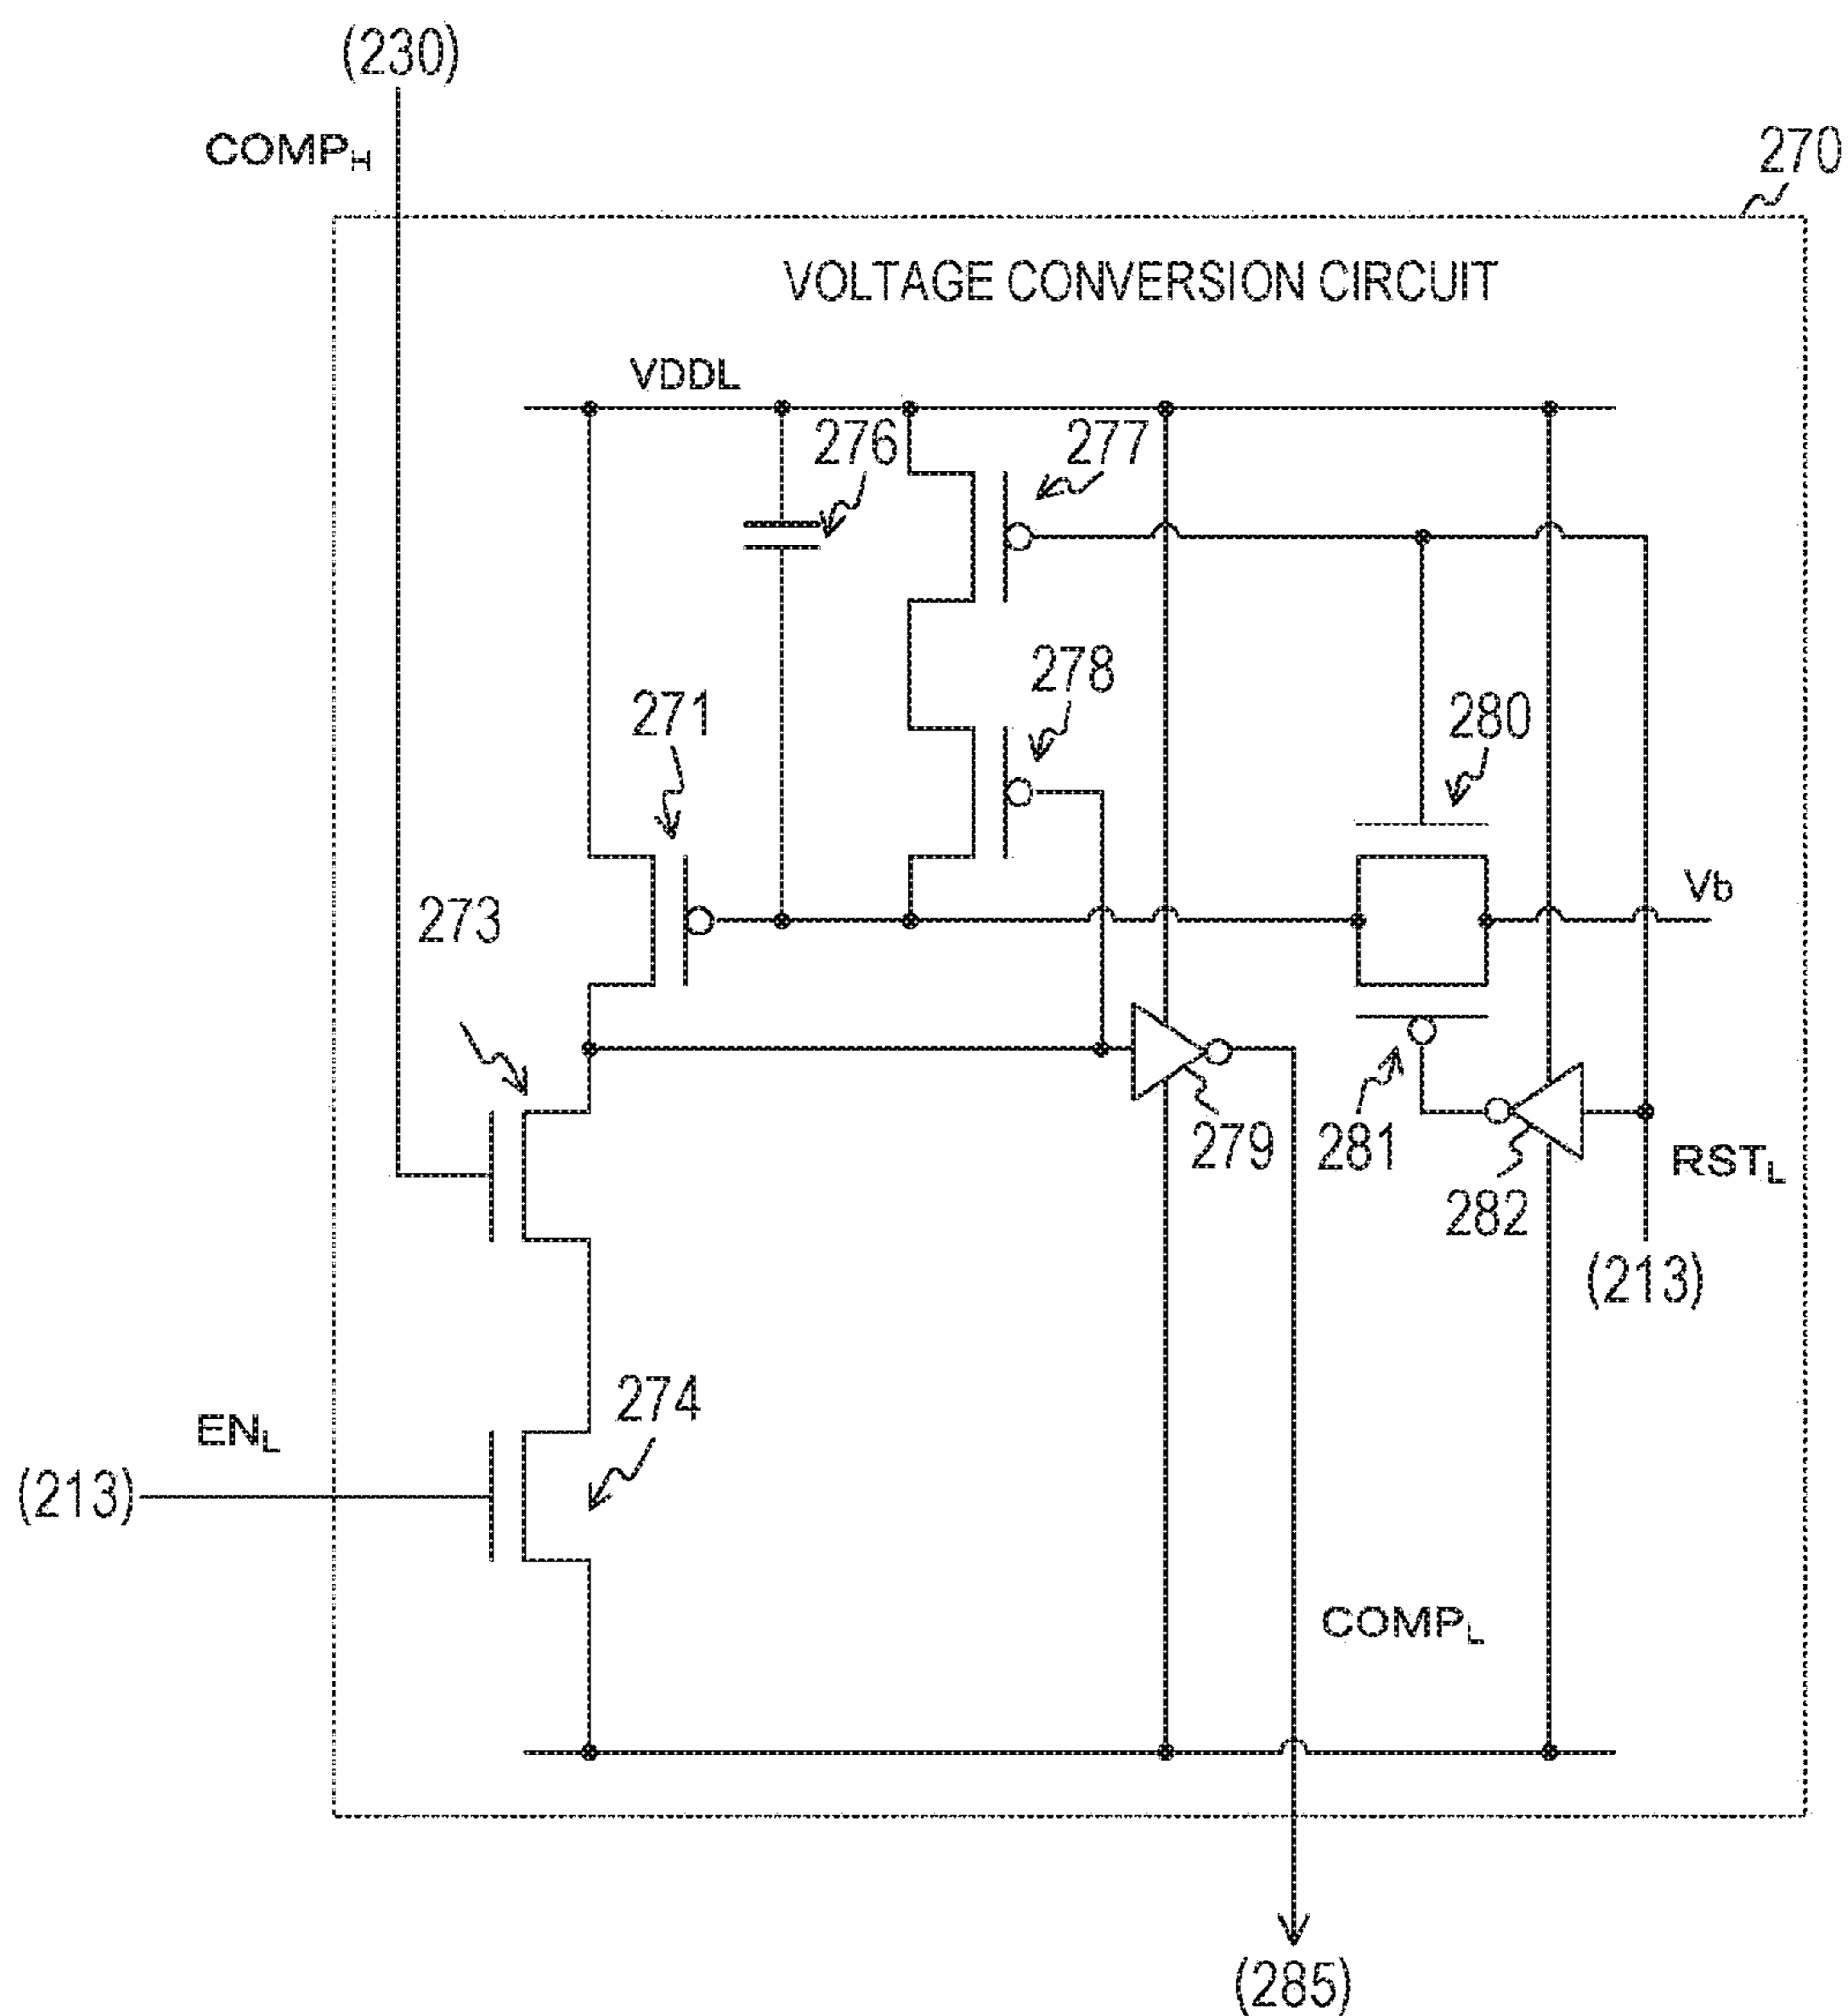 (230)
COMPH
270
VOLTAGE CONVERSION CIRCUIT
VDDL
276
277
278
271
280
Vb
273
279
281
282
RSTL
(213)
274
ENL
(213)
COMPL
(285)